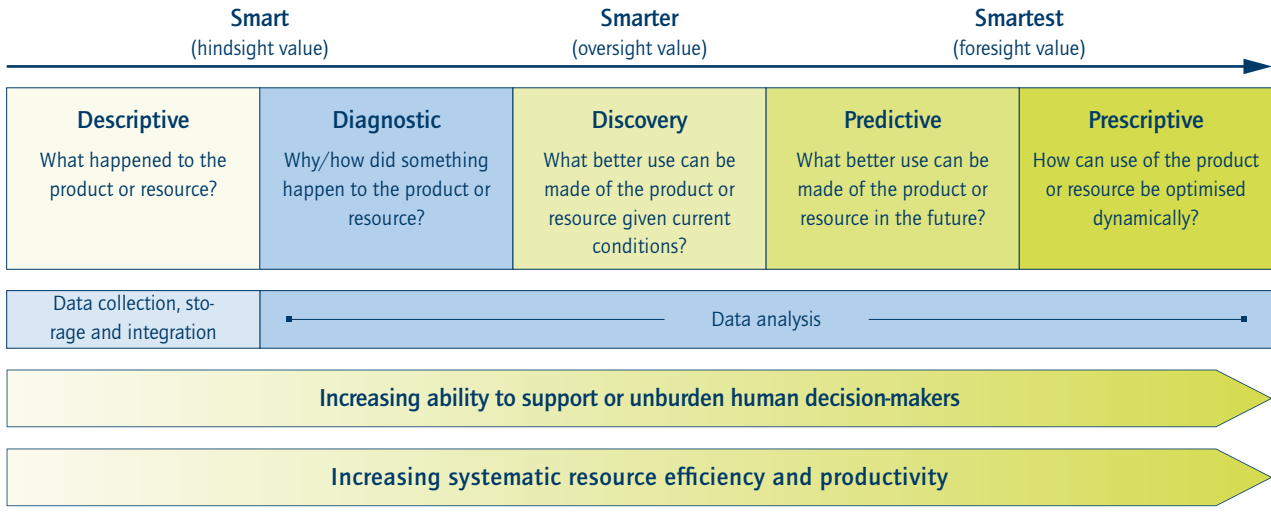 Smart
(hindsight value)
Smarter
(oversight value)
Smartest
(foresight value)
Descriptive
What happened to the
product or resource?
Diagnostic
Why/how did something
happen to the product or
resource?
Discovery
What better use can be
made of the product or
resource given current
conditions?
Predictive
What better use can be
made of the product or
resource in the future?
Prescriptive
How can use of the product
or resource be optimised
dynamically?
Data collection, sto-
rage and integration
Data analysis
Increasing ability to support or unburden human decision-makers
Increasing systematic resource efficiency and productivity